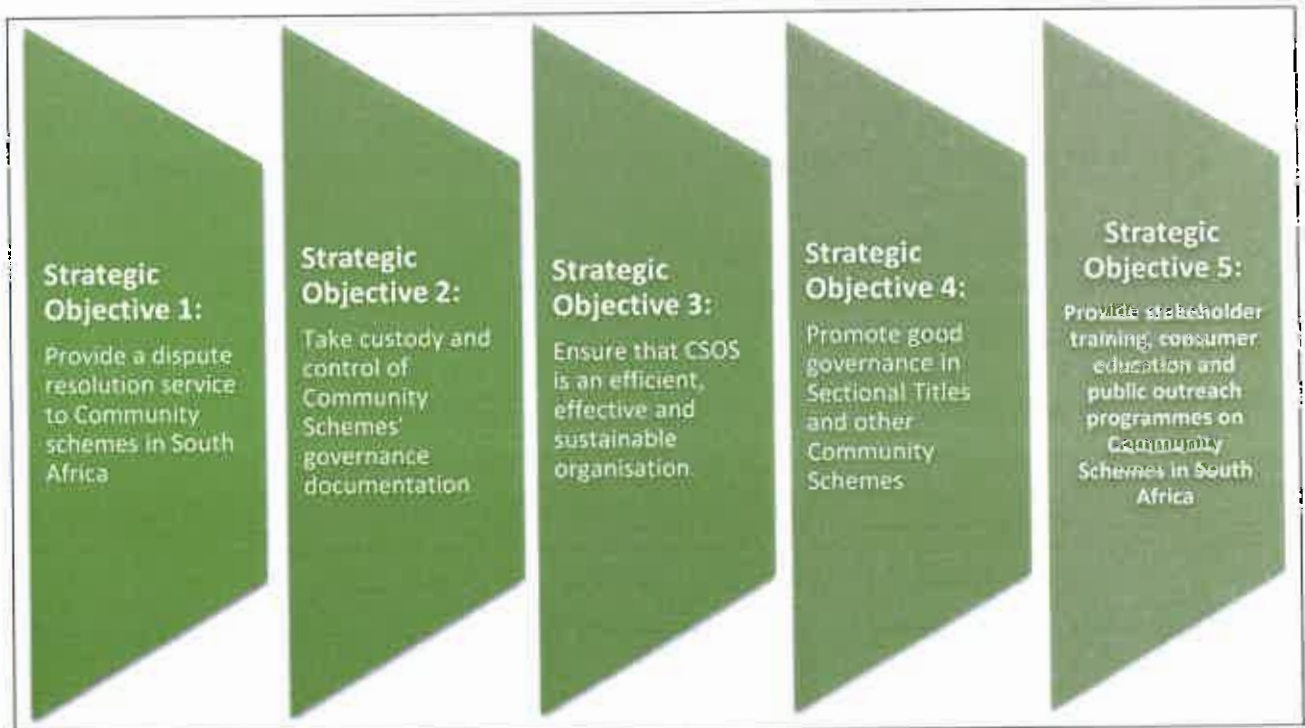 Strategic
Objective 1:
Provide a dispute
resolution service
to Community
schemes in South
Africa
Strategic
Objective 2:
Take custody and
control of
Community
Schemes'
governance
documentation
Strategic
Objective 3:
Ensure that CSOS
is an efficient,
effective and
sustainable
organisation
Strategic
Objective 4:
Promote good
governance in
Sectional Titles
and other
Community
Schemes
Strategic
Objective 5:
Provide stakeholder
training, consumer
education and
public outreach
programmes on
Community
Schemes in South
Africa